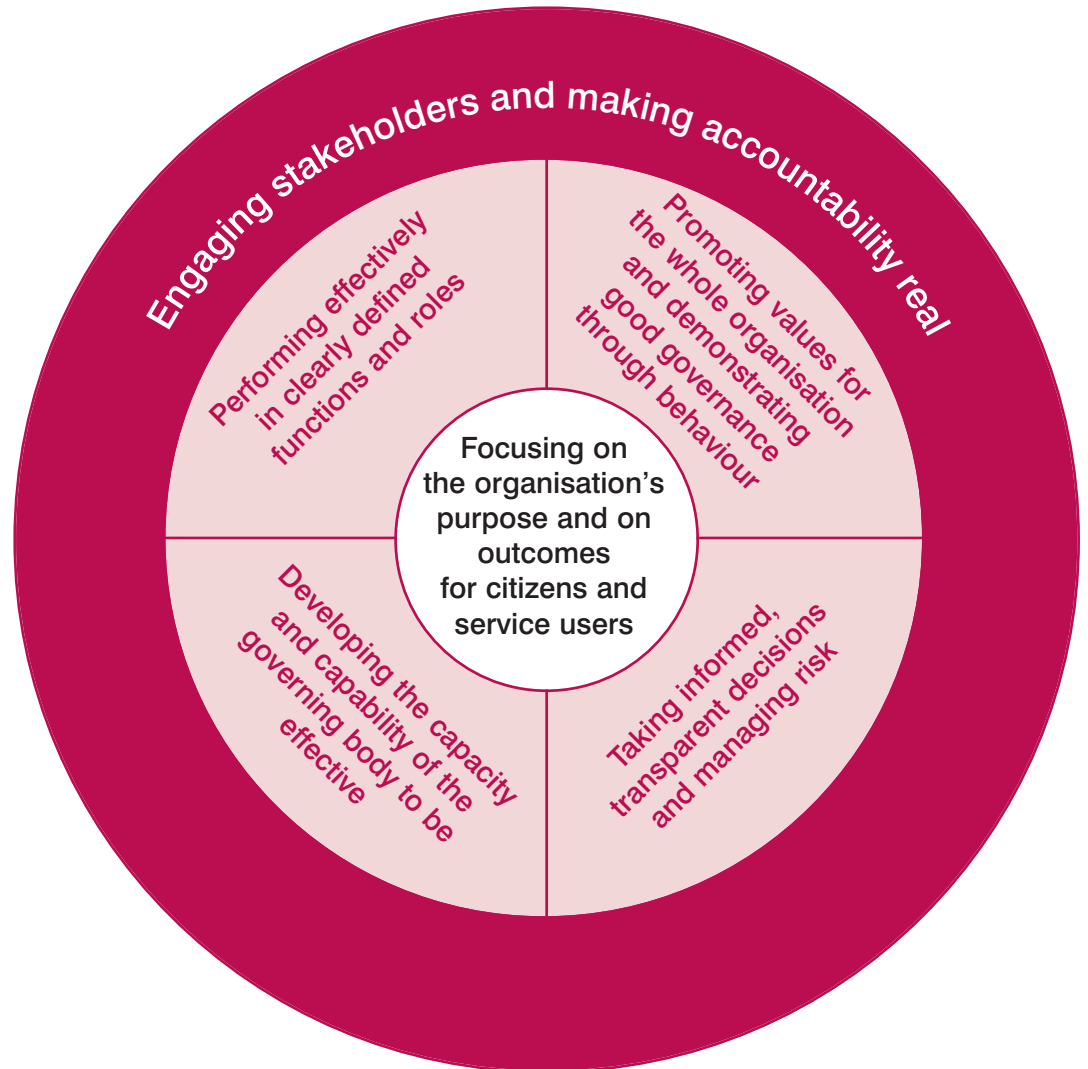 Engaging stakeholders and making accountability real
Performing effectively
in clearly defined
functions and roles
Promoting values for
the whole organisation
and demonstrating
good governance
through behaviour
Focusing on
the organisation’s
purpose and on
outcomes
for citizens and
service users
Developing the capacity
and capability of the
governing body to be
effective
Taking informed,
transparent decisions
and managing risk